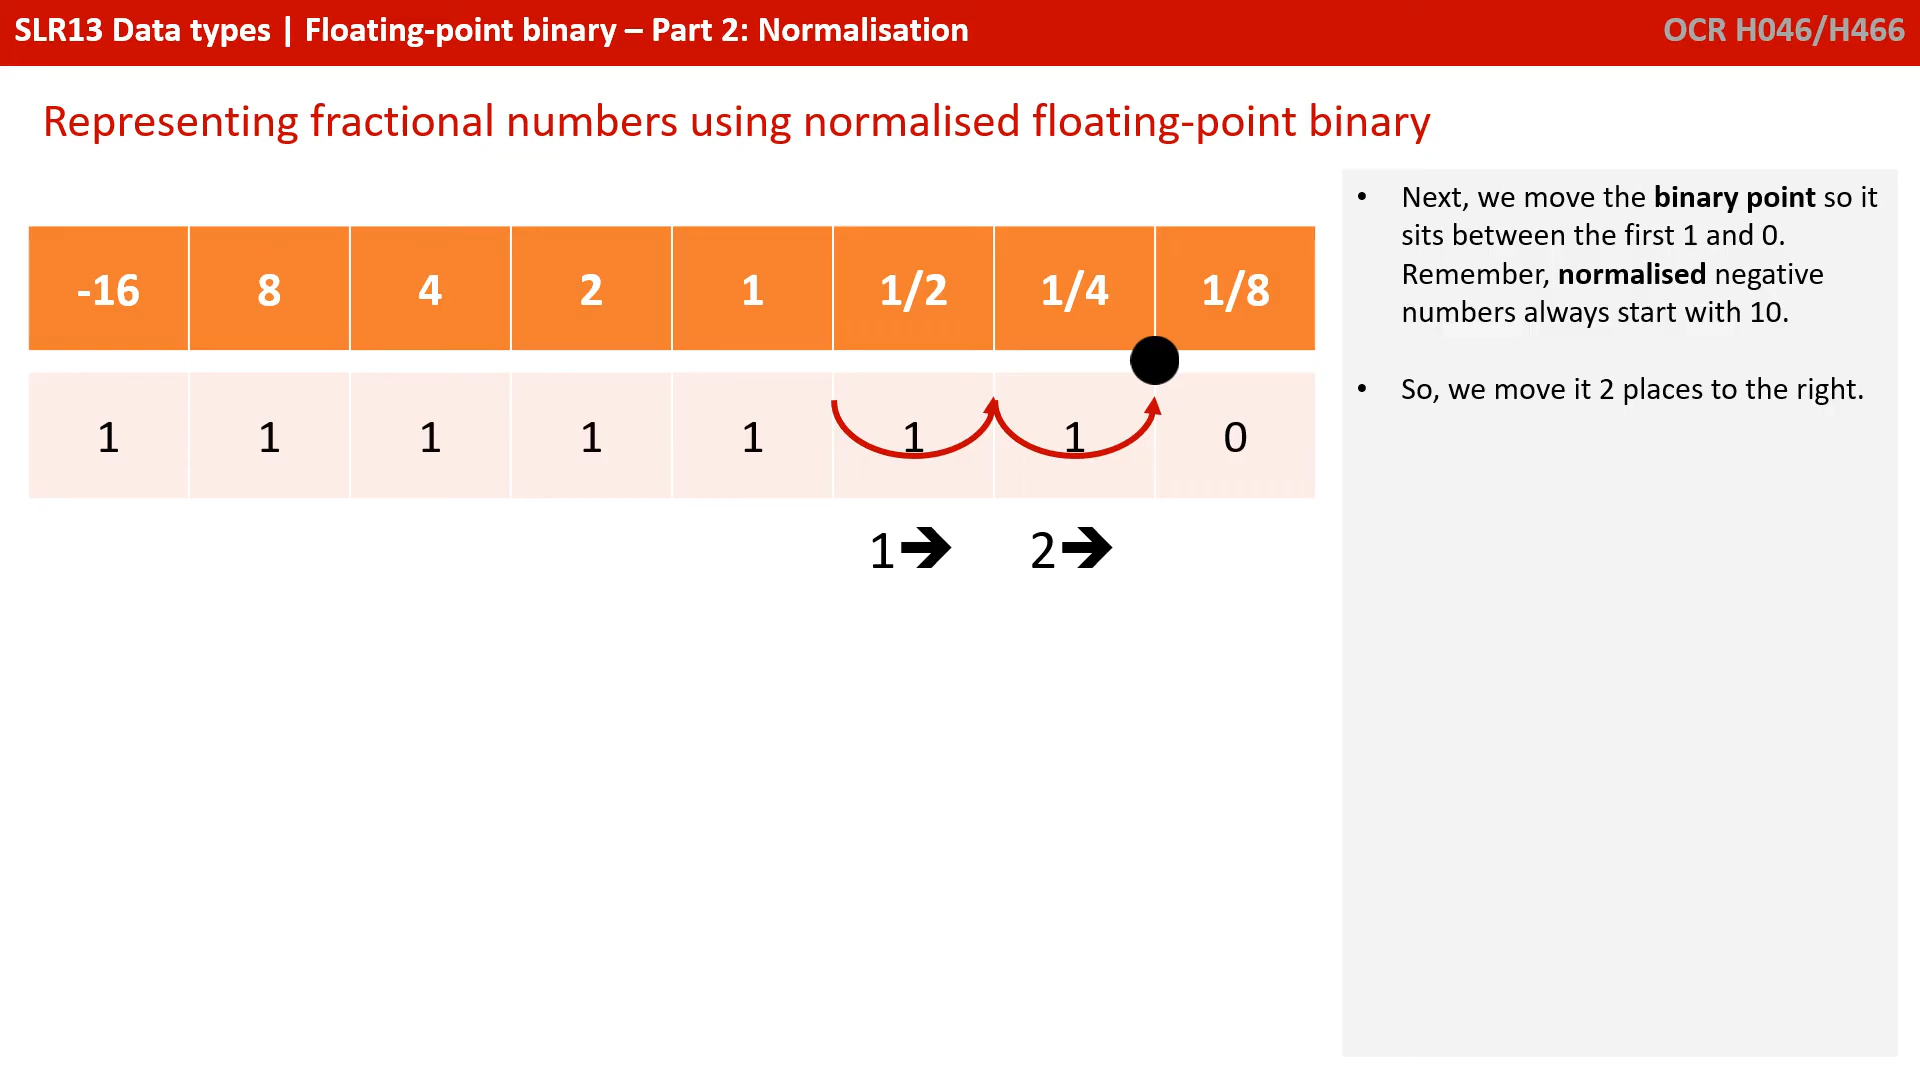 SLR13 Data types | Floating-point binary – Part 2: Normalisation
OCR H046/H466
Representing fractional numbers using normalised floating-point binary
-16 8 4 2 1 1/2 1/4 1/8
1 1 1 1 1 1 1 0
1🡺 2🡺
• Next, we move the binary point so it
sits between the first 1 and 0.
Remember, normalised negative
numbers always start with 10.
• So, we move it 2 places to the right.